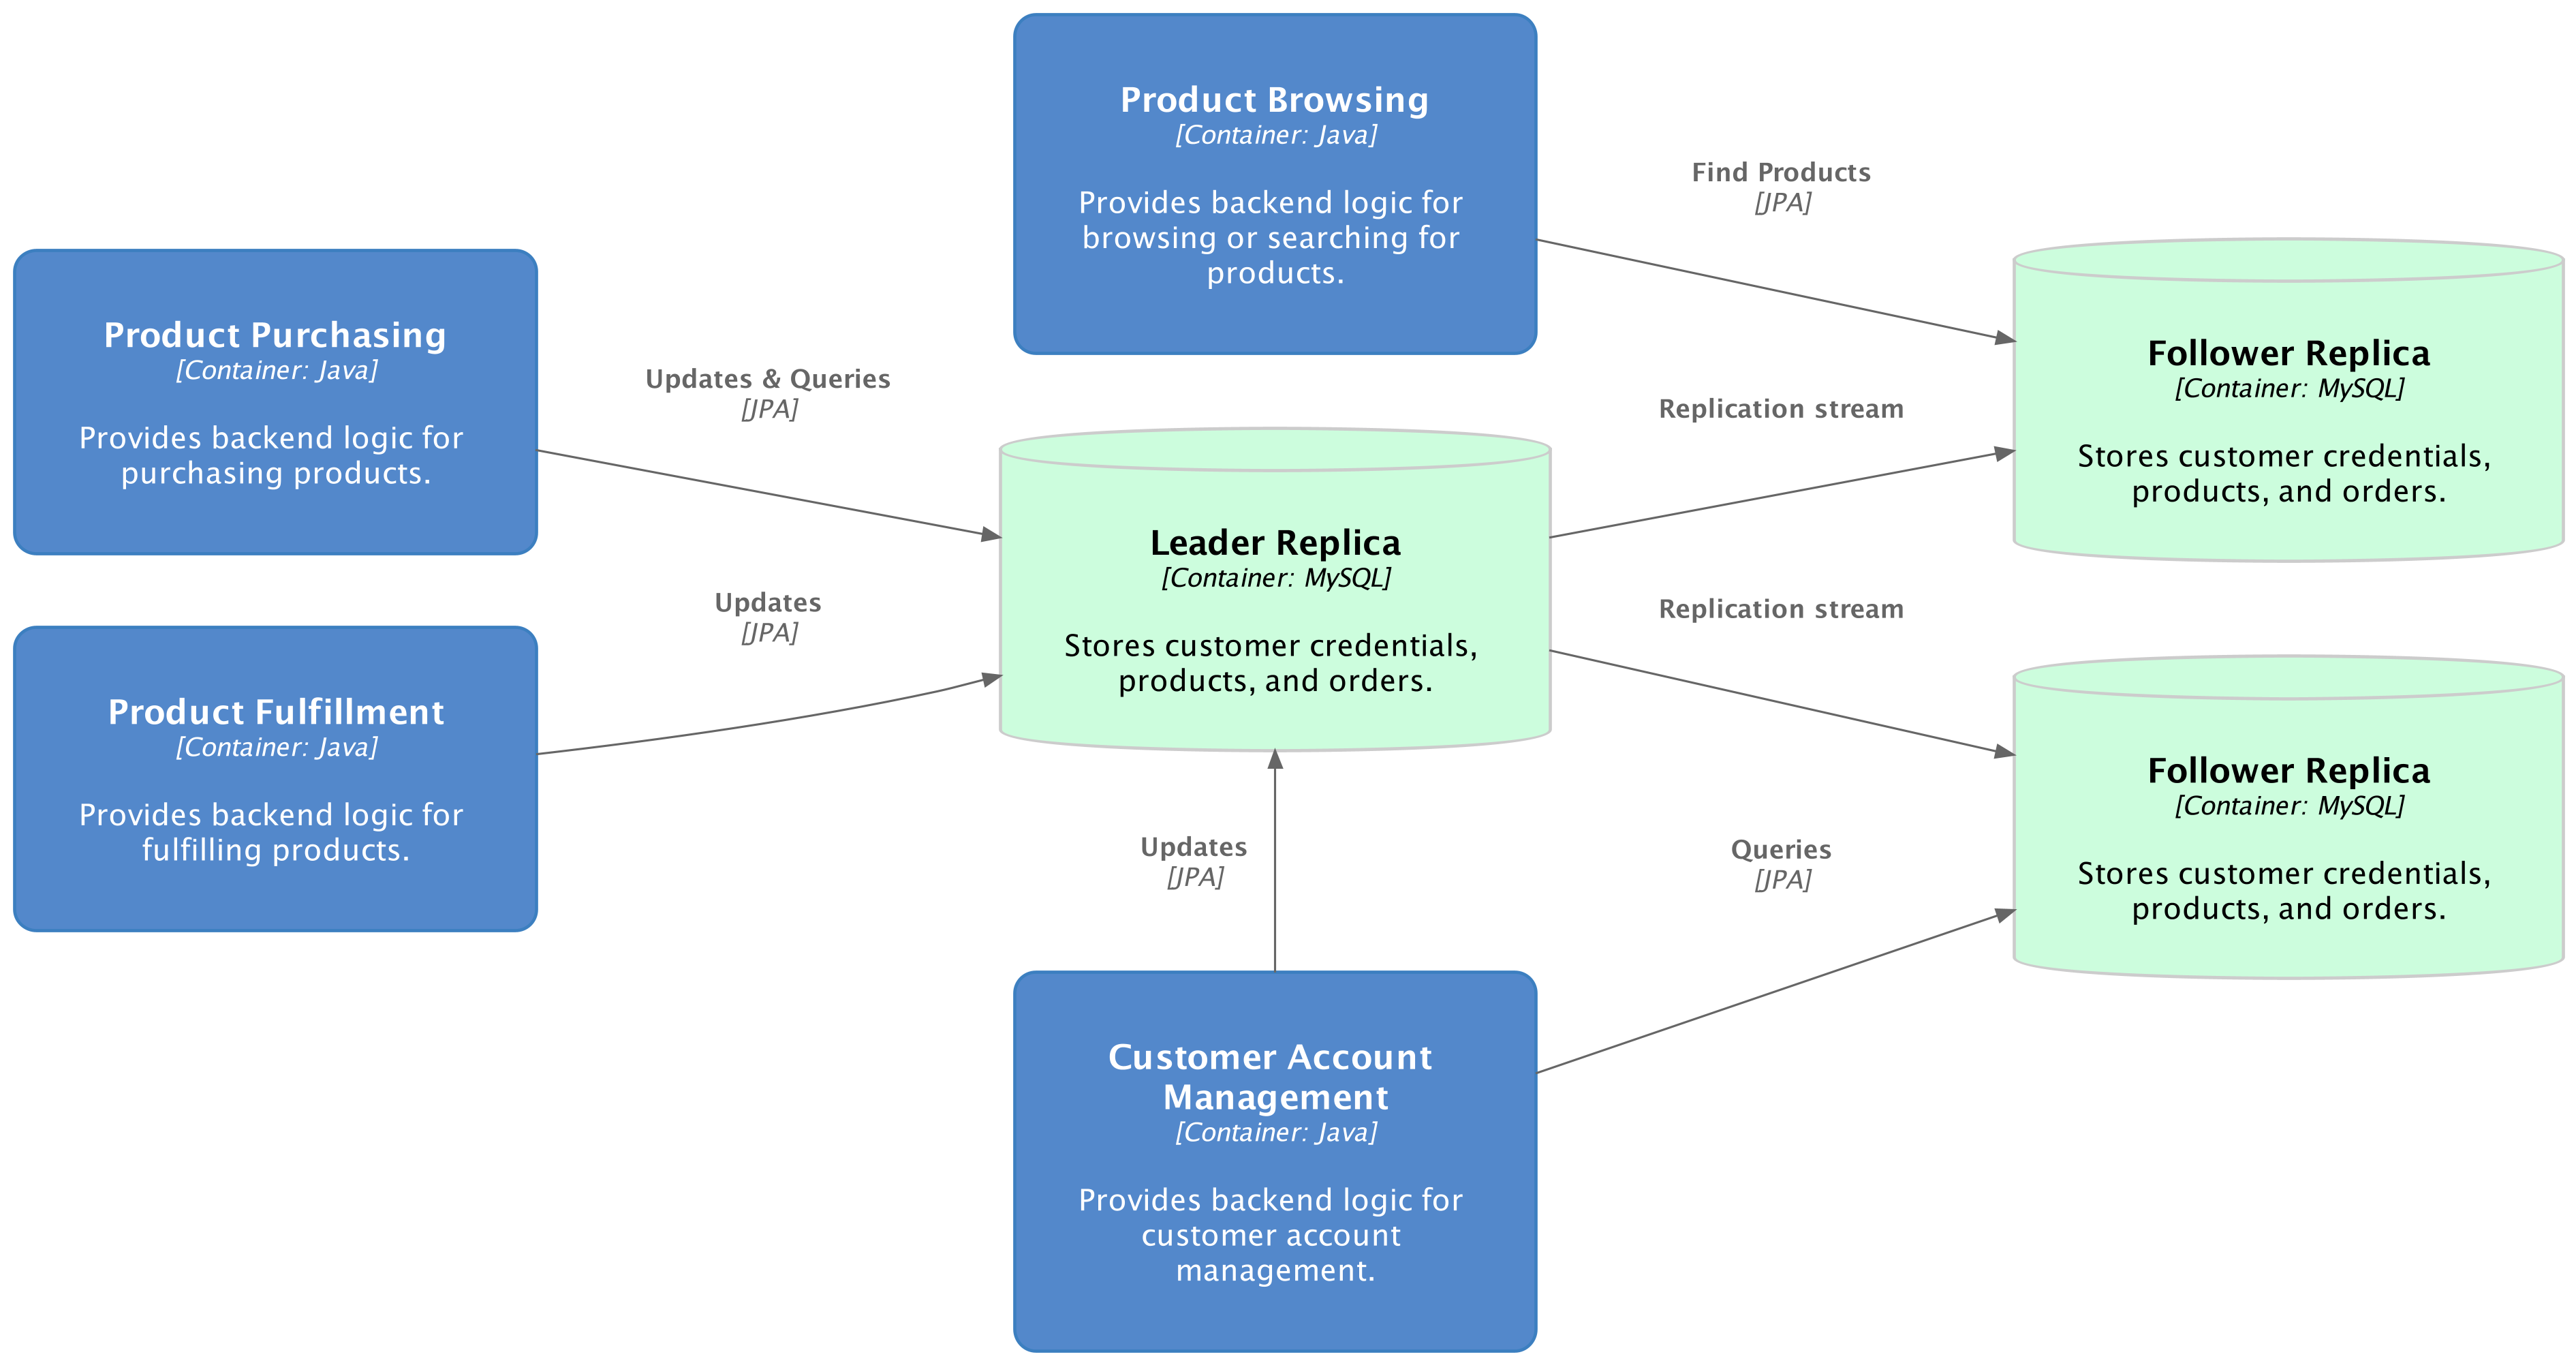 Product Browsing
[Container: Java]
Provides backend logic for
browsing or searching for
products.
Find Products
[JPA]
Product Purchasing
[Container: Java]
Provides backend logic for
purchasing products.
Updates & Queries
[JPA]
Follower Replica
[Container: MySQL]
Stores customer credentials,
products, and orders.
Replication stream
Leader Replica
[Container: MySQL]
Stores customer credentials,
products, and orders.
Updates
[JPA]
Replication stream
Product Fulfillment
[Container: Java]
Provides backend logic for
fulfilling products.
Follower Replica
[Container: MySQL]
Stores customer credentials,
products, and orders.
Updates
[JPA]
Queries
[JPA]
Customer Account
Management
[Container: Java]
Provides backend logic for
customer account
management.